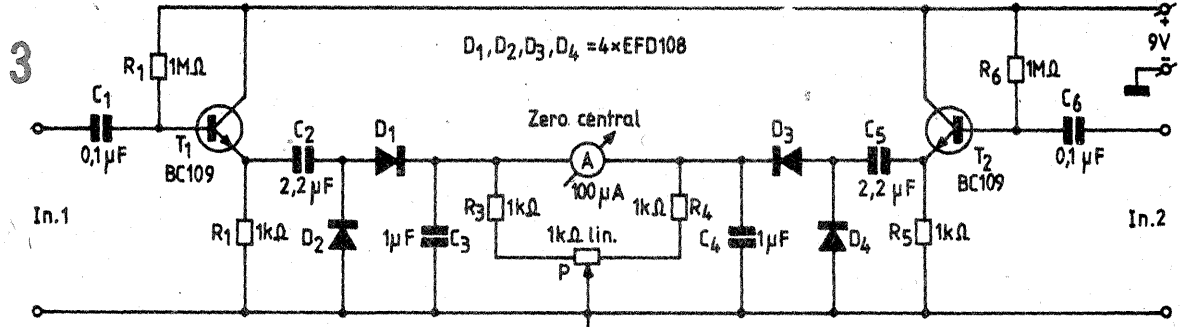 3
D1, D2, D3, D4 = 4×EFD108
+
9V
−
R1 1MΩ
R6 1MΩ
C1
0,1µF
T1
BC109
C2
2,2µF
D1
Zero central
A
100µA
D3
C5
2,2µF
T2
BC109
C6
0,1µF
In.1
R1 1kΩ
D2
1µF C3
R3 1kΩ
1kΩ R4
1kΩ lin.
P
C4 1µF
D4
R5 1kΩ
In.2